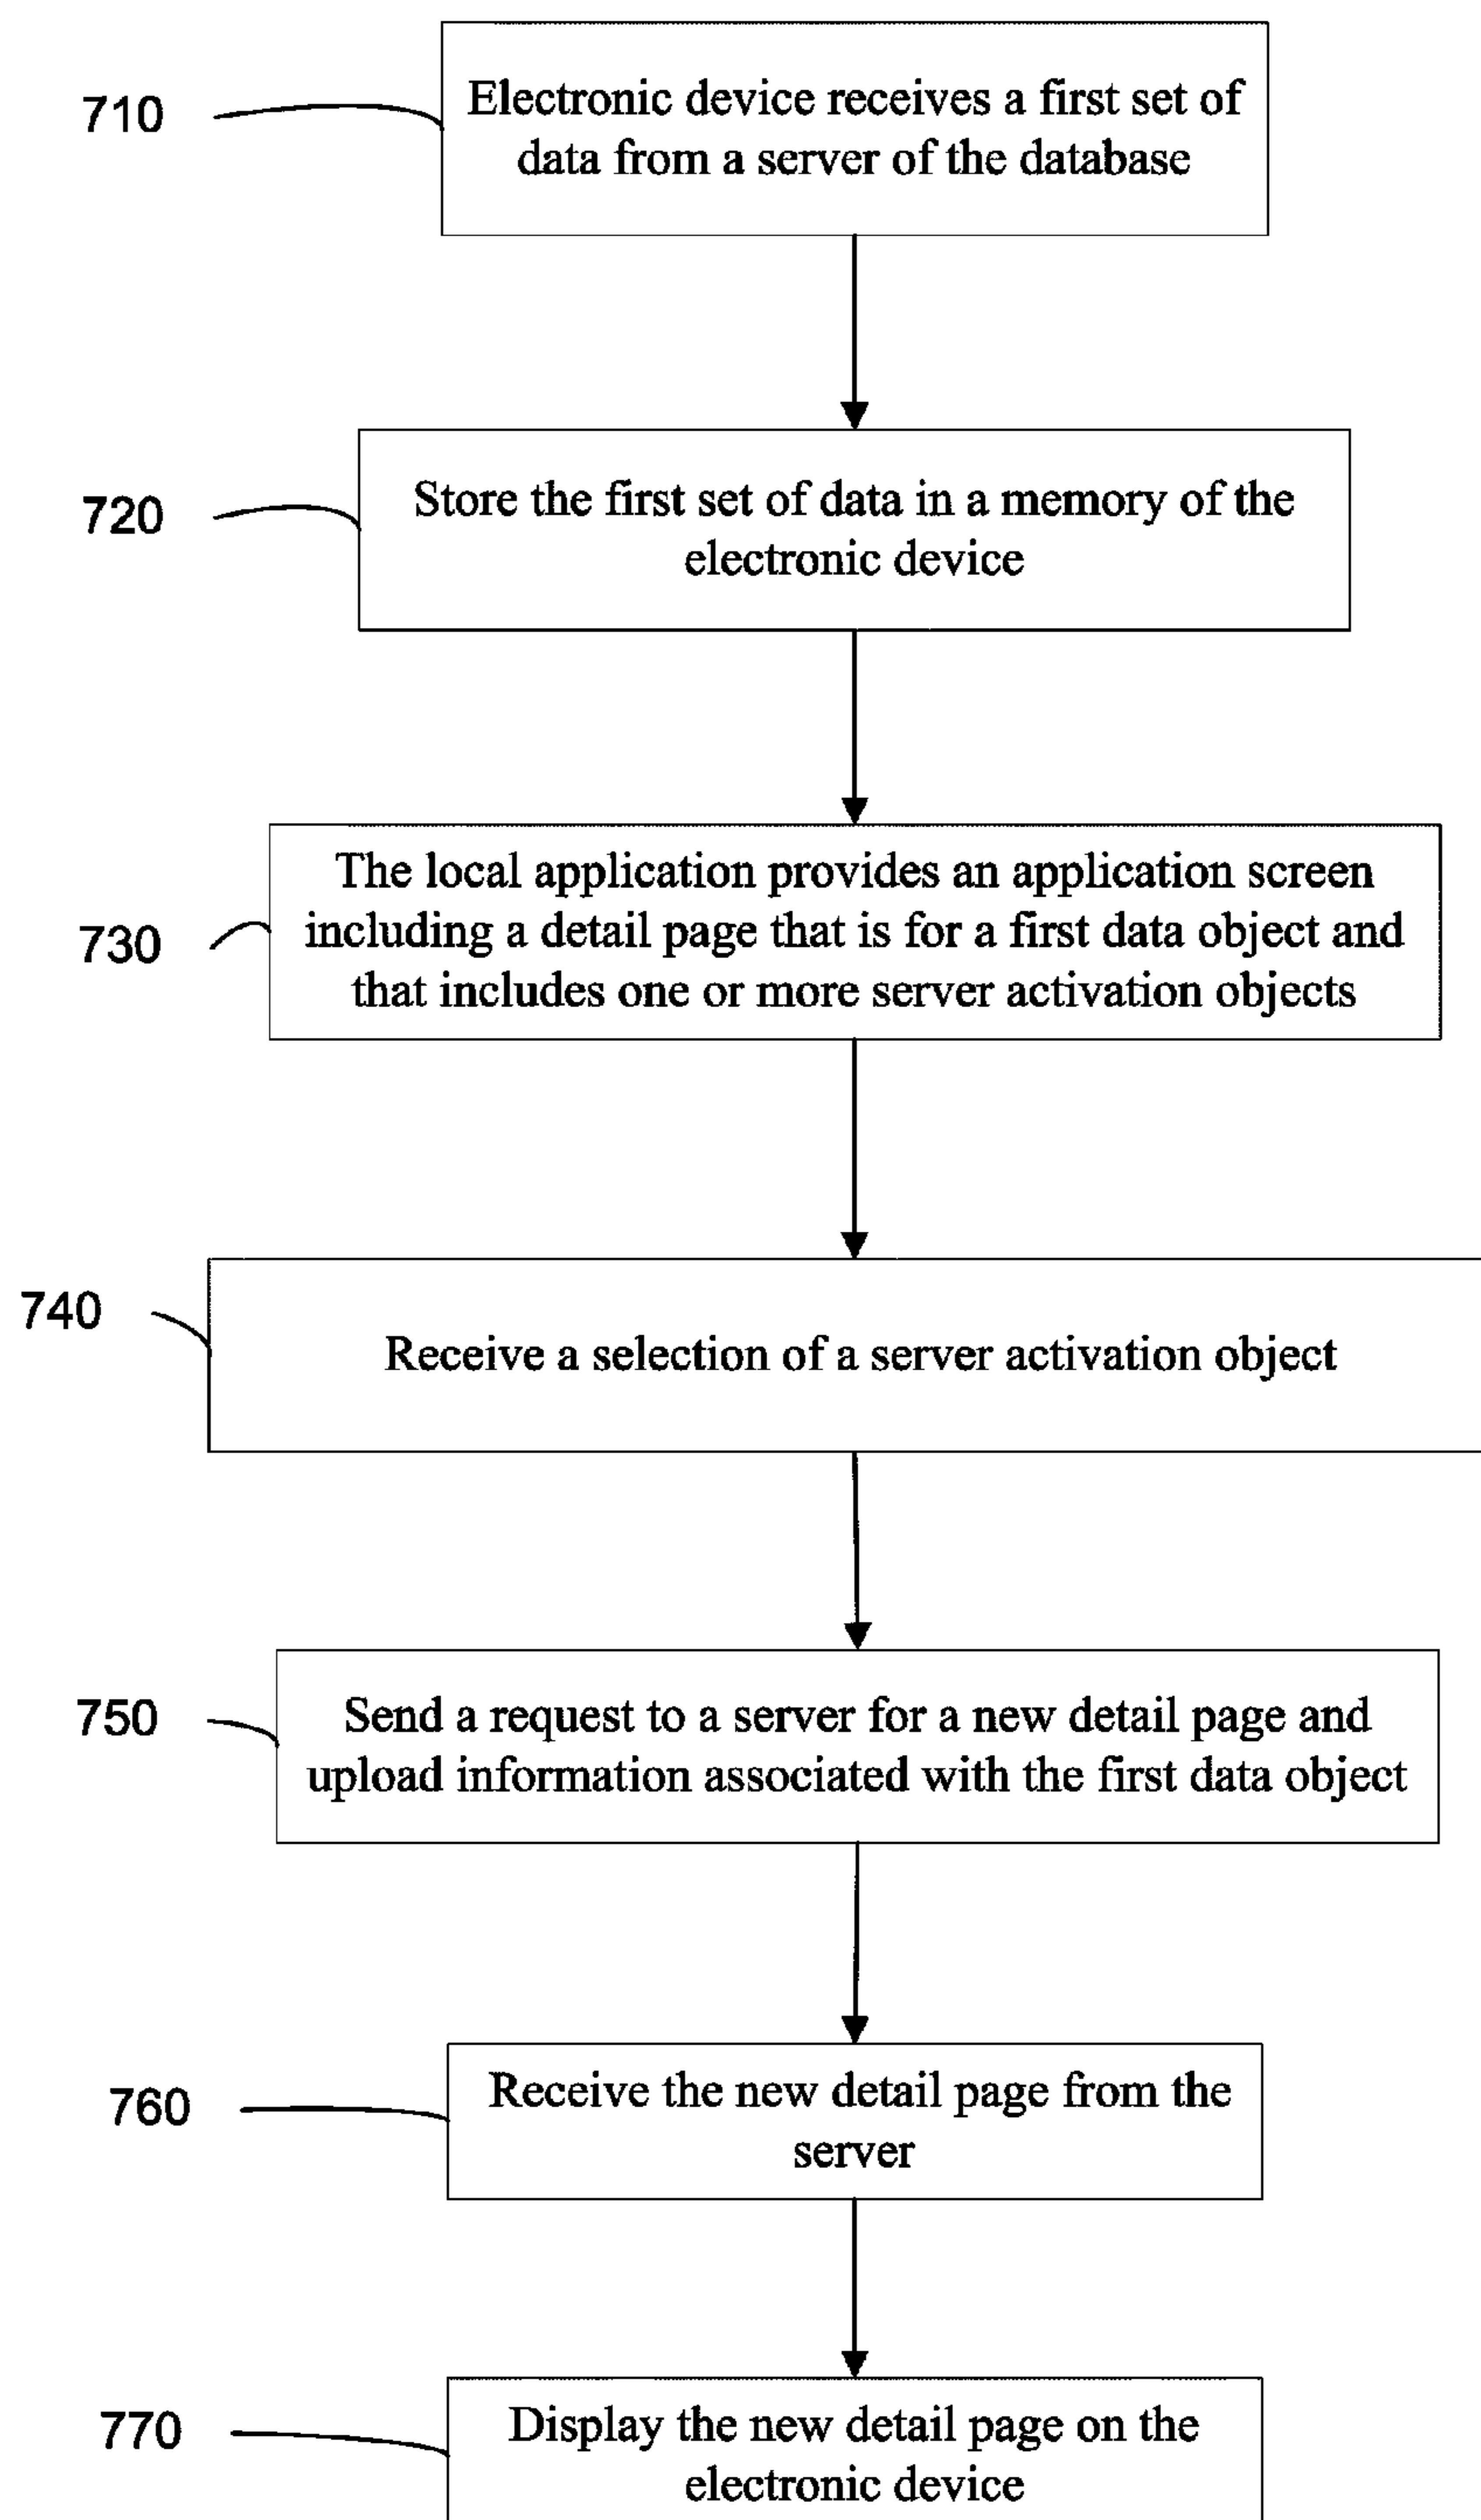 710
Electronic device receives a first set of
data from a server of the database
720
Store the first set of data in a memory of the
electronic device
730
The local application provides an application screen
including a detail page that is for a first data object and
that includes one or more server activation objects
740
Receive a selection of a server activation object
750
Send a request to a server for a new detail page and
upload information associated with the first data object
760
Receive the new detail page from the
server
770
Display the new detail page on the
electronic device